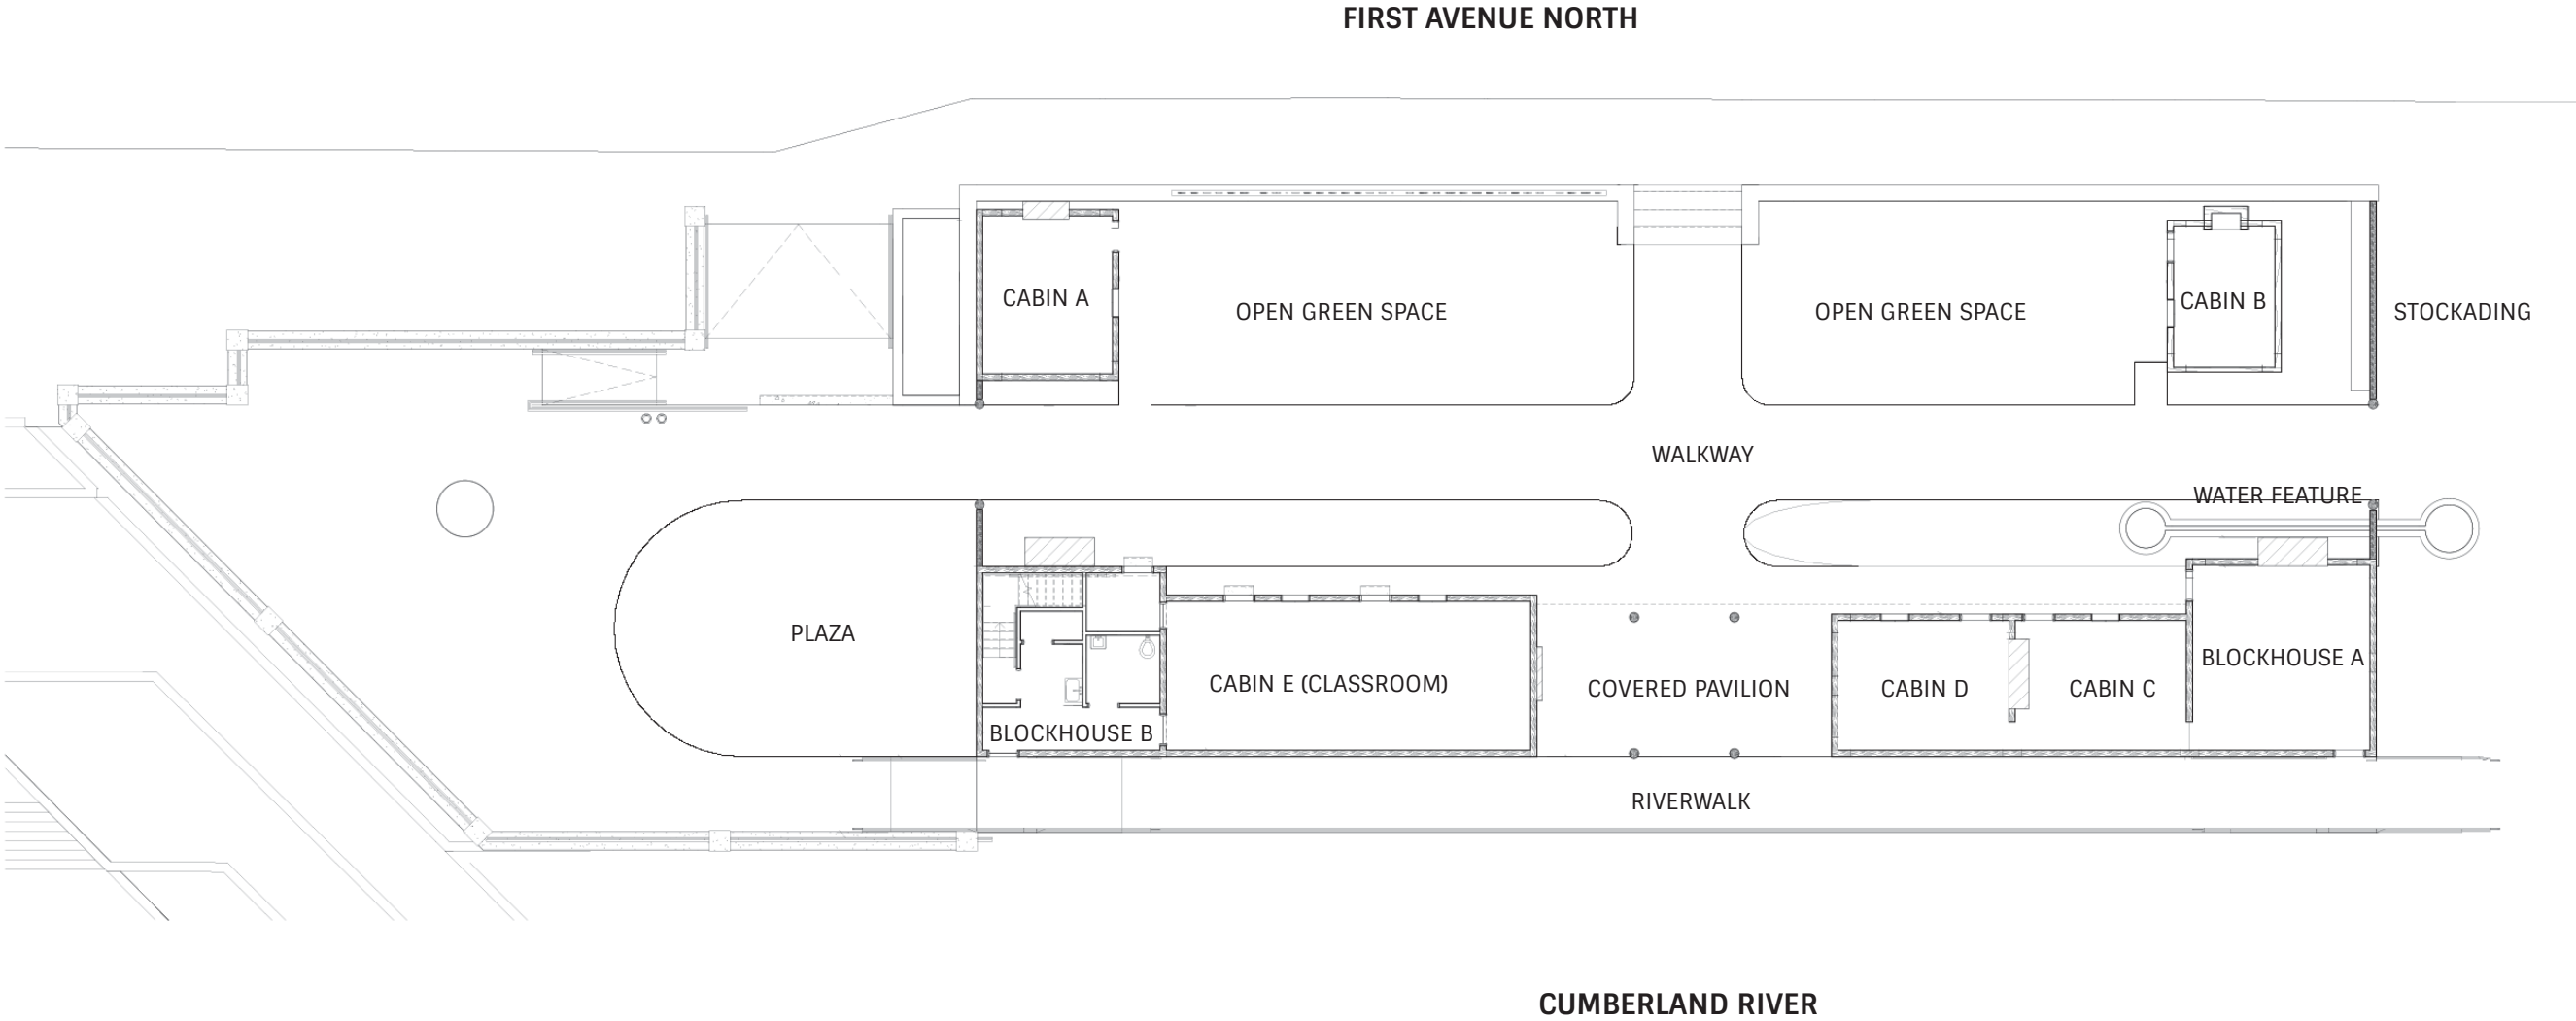 FIRST AVENUE NORTH
CABIN A
OPEN GREEN SPACE
OPEN GREEN SPACE
CABIN B
STOCKADING
WALKWAY
WATER FEATURE
PLAZA
BLOCKHOUSE B
CABIN E (CLASSROOM)
COVERED PAVILION
CABIN D
CABIN C
BLOCKHOUSE A
RIVERWALK
CUMBERLAND RIVER